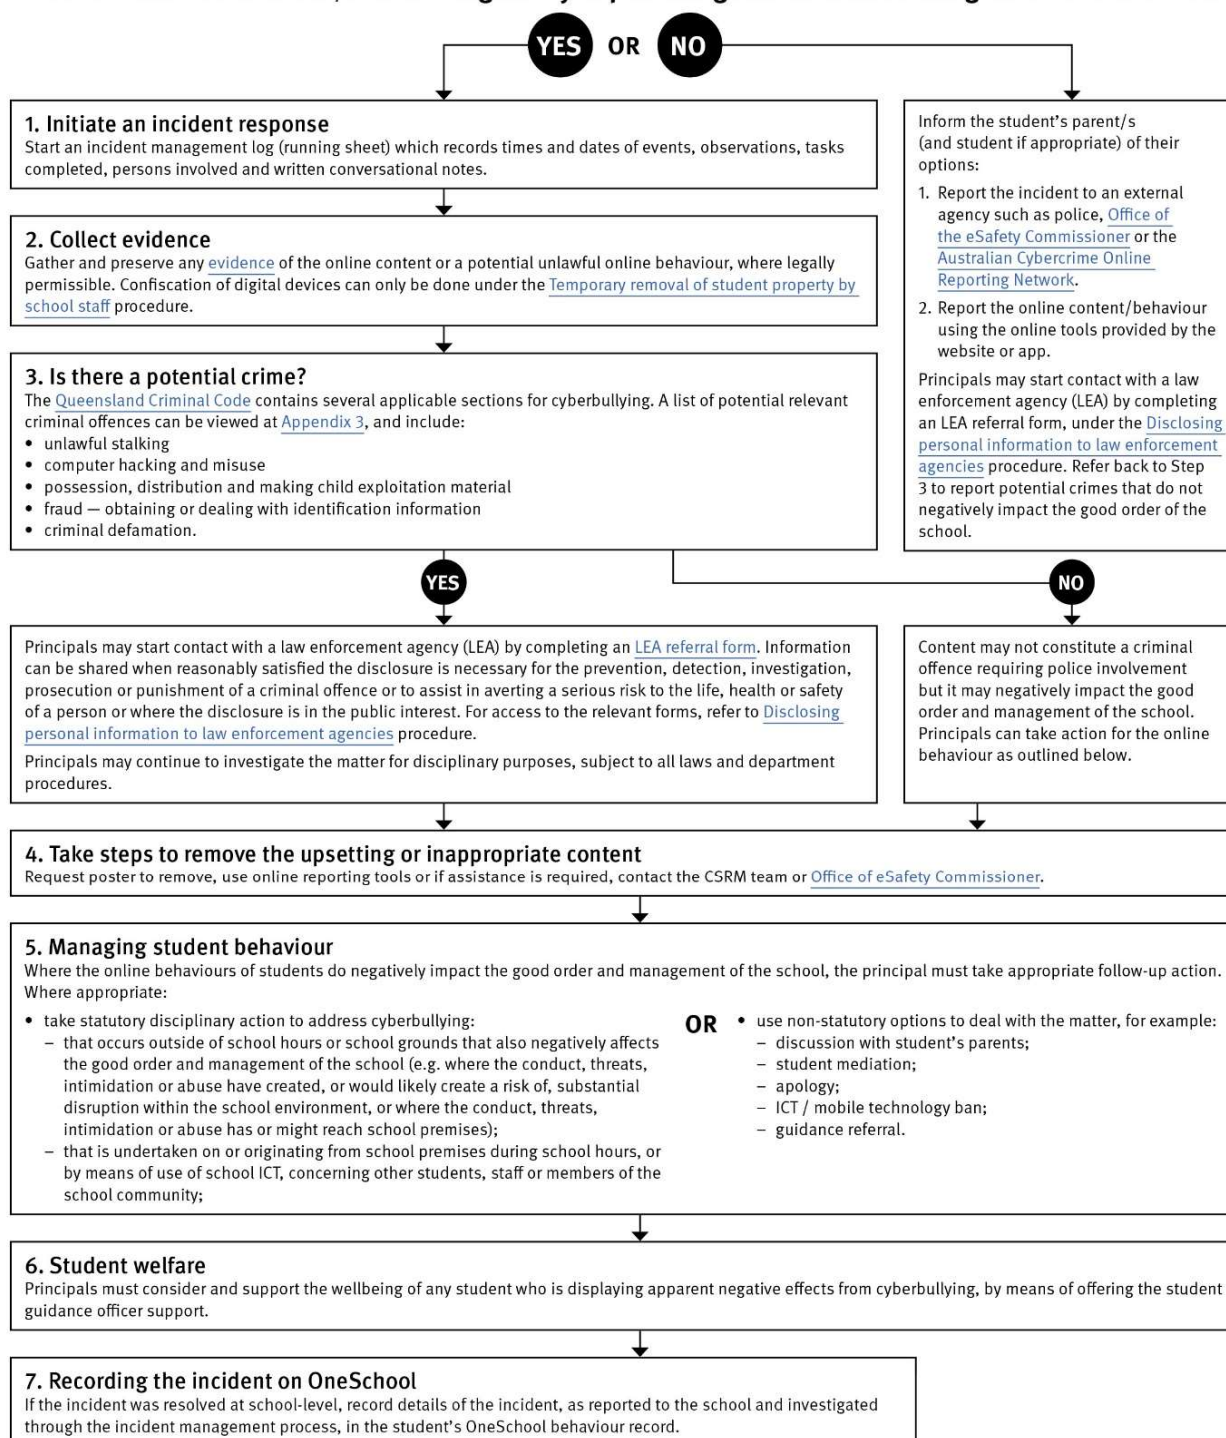 YES OR NO
1. Initiate an incident response
Start an incident management log (running sheet) which records times and dates of events, observations, tasks
completed, persons involved and written conversational notes.
2. Collect evidence
Gather and preserve any evidence of the online content or a potential unlawful online behaviour, where legally
permissible. Confiscation of digital devices can only be done under the Temporary removal of student property by
school staff procedure.
3. Is there a potential crime?
The Queensland Criminal Code contains several applicable sections for cyberbullying. A list of potential relevant
criminal offences can be viewed at Appendix 3, and include:
• unlawful stalking
• computer hacking and misuse
• possession, distribution and making child exploitation material
• fraud — obtaining or dealing with identification information
• criminal defamation.
Inform the student's parent/s
(and student if appropriate) of their
options:
1. Report the incident to an external
agency such as police, Office of
the eSafety Commissioner or the
Australian Cybercrime Online
Reporting Network.
2. Report the online content/behaviour
using the online tools provided by the
website or app.
Principals may start contact with a law
enforcement agency (LEA) by completing
an LEA referral form, under the Disclosing
personal information to law enforcement
agencies procedure. Refer back to Step
3 to report potential crimes that do not
negatively impact the good order of the
school.
YES
NO
Principals may start contact with a law enforcement agency (LEA) by completing an LEA referral form. Information
can be shared when reasonably satisfied the disclosure is necessary for the prevention, detection, investigation,
prosecution or punishment of a criminal offence or to assist in averting a serious risk to the life, health or safety
of a person or where the disclosure is in the public interest. For access to the relevant forms, refer to Disclosing
personal information to law enforcement agencies procedure.
Principals may continue to investigate the matter for disciplinary purposes, subject to all laws and department
procedures.
Content may not constitute a criminal
offence requiring police involvement
but it may negatively impact the good
order and management of the school.
Principals can take action for the online
behaviour as outlined below.
4. Take steps to remove the upsetting or inappropriate content
Request poster to remove, use online reporting tools or if assistance is required, contact the CSRM team or Office of eSafety Commissioner.
5. Managing student behaviour
Where the online behaviours of students do negatively impact the good order and management of the school, the principal must take appropriate follow-up action.
Where appropriate:
• take statutory disciplinary action to address cyberbullying:
– that occurs outside of school hours or school grounds that also negatively affects
the good order and management of the school (e.g. where the conduct, threats,
intimidation or abuse have created, or would likely create a risk of, substantial
disruption within the school environment, or where the conduct, threats,
intimidation or abuse has or might reach school premises);
– that is undertaken on or originating from school premises during school hours, or
by means of use of school ICT, concerning other students, staff or members of the
school community;
OR
• use non-statutory options to deal with the matter, for example:
– discussion with student's parents;
– student mediation;
– apology;
– ICT / mobile technology ban;
– guidance referral.
6. Student welfare
Principals must consider and support the wellbeing of any student who is displaying apparent negative effects from cyberbullying, by means of offering the student
guidance officer support.
7. Recording the incident on OneSchool
If the incident was resolved at school-level, record details of the incident, as reported to the school and investigated
through the incident management process, in the student's OneSchool behaviour record.